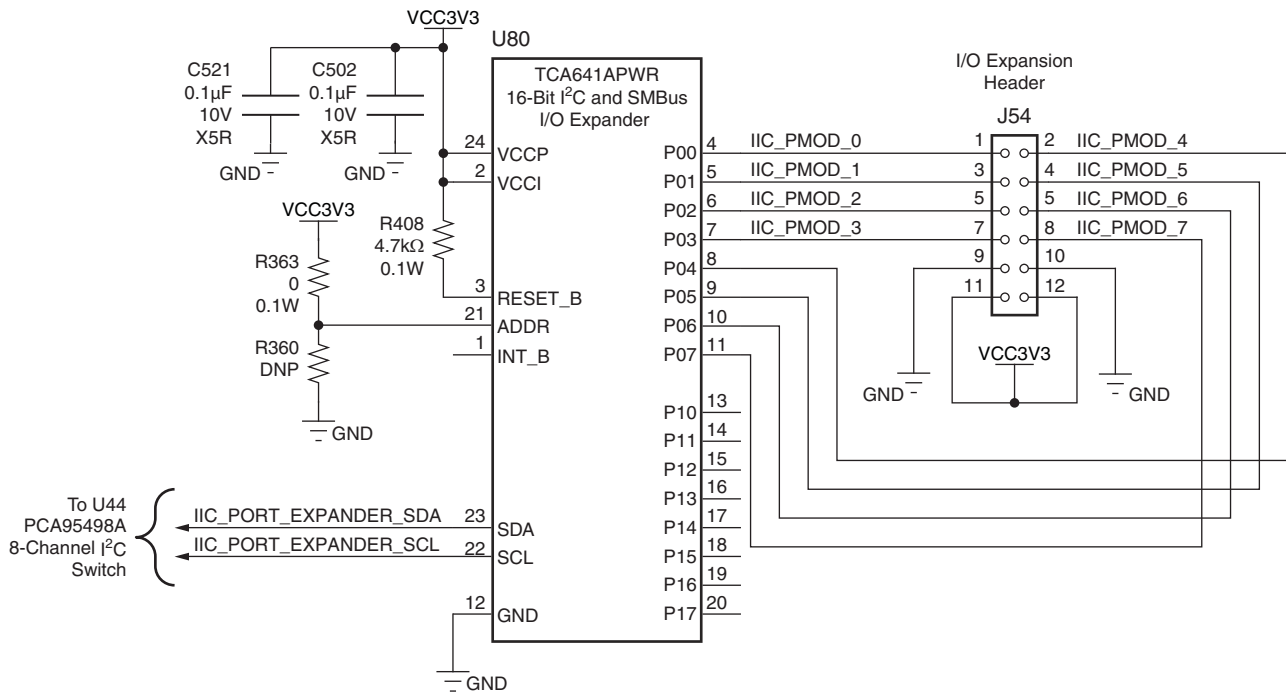 VCC3V3
C521
0.1µF
10V
X5R
GND
C502
0.1µF
10V
X5R
GND
U80
TCA641APWR
16-Bit I²C and SMBus
I/O Expander
24 VCCP
2 VCCI
R408
4.7kΩ
0.1W
3 RESET_B
21 ADDR
1 INT_B
VCC3V3
R363
0
0.1W
R360
DNP
GND
To U44
PCA95498A
8-Channel I²C
Switch
IIC_PORT_EXPANDER_SDA 23 SDA
IIC_PORT_EXPANDER_SCL 22 SCL
12 GND
GND
P00 4 IIC_PMOD_0
P01 5 IIC_PMOD_1
P02 6 IIC_PMOD_2
P03 7 IIC_PMOD_3
P04 8
P05 9
P06 10
P07 11
P10 13
P11 14
P12 15
P13 16
P14 17
P15 18
P16 19
P17 20
I/O Expansion
Header
J54
1 2 IIC_PMOD_4
3 4 IIC_PMOD_5
5 5 IIC_PMOD_6
7 8 IIC_PMOD_7
9 10
11 12
GND
VCC3V3
GND